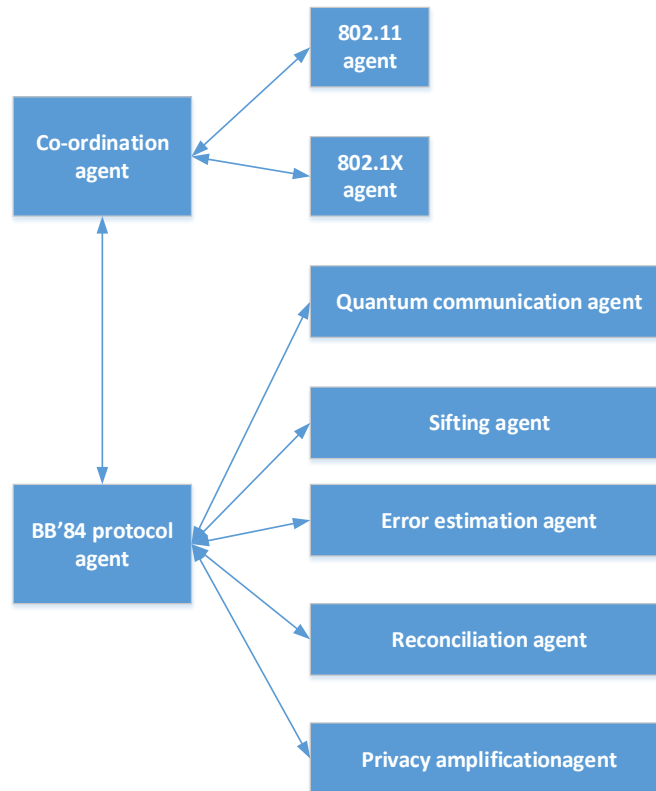 802.11
agent
Co-ordination
agent
802.1X
agent
Quantum communication agent
Sifting agent
BB’84 protocol
agent
Error estimation agent
Reconciliation agent
Privacy amplificationagent